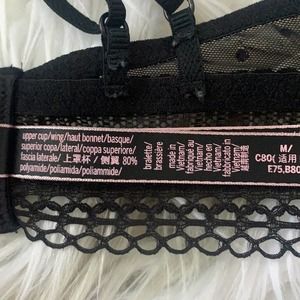 upper cup/wing/haut bonnet/basque/
superior copa/lateral/coppa superiore/
fascia laterale/ 上罩杯/ 側翼 80%
polyamide/poliamida/poliammide/
bralette/
brassière
made in
Vietnam/
fabriqué au
Vietnam/
hecho en
Vietnam/
fabbricato in
Vietnam/
越南制造
M/
C80( 适用
E75,B80